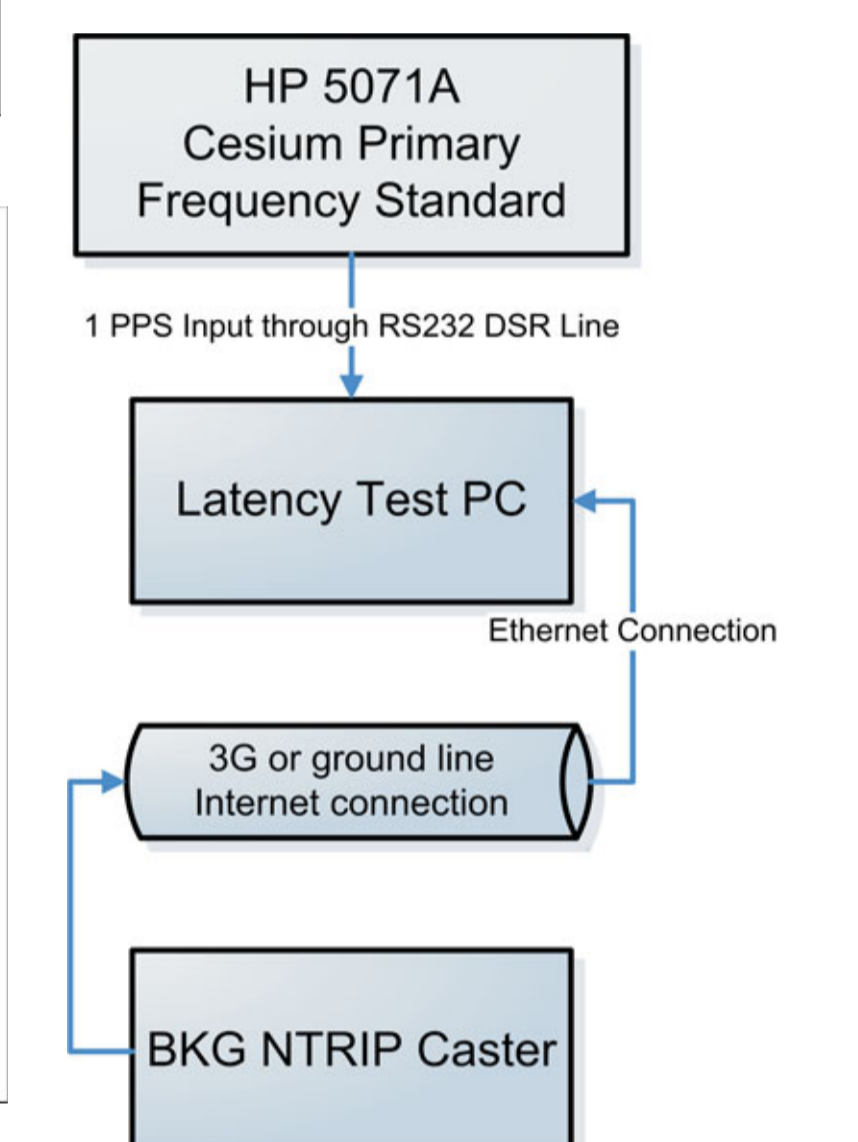 HP 5071A
Cesium Primary
Frequency Standard
1 PPS Input through RS232 DSR Line
Latency Test PC
Ethernet Connection
3G or ground line
Internet connection
BKG NTRIP Caster